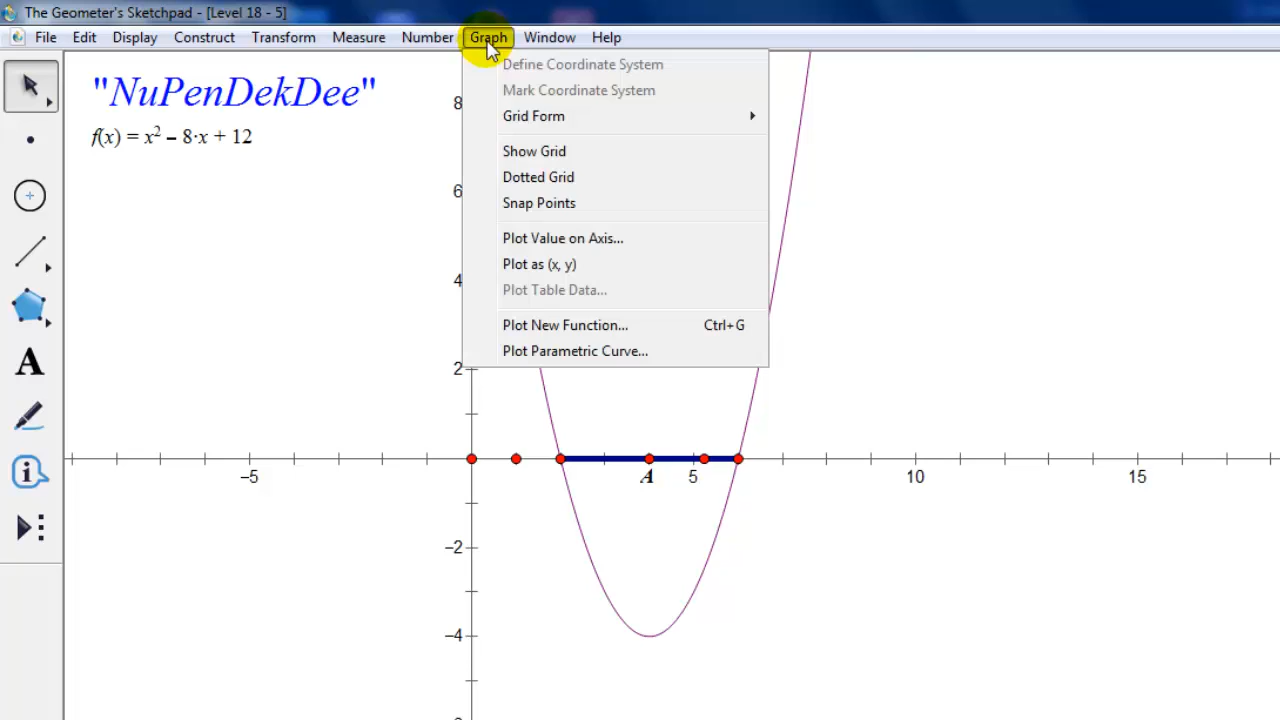 The Geometer's Sketchpad - [Level 18 - 5]
File Edit Display Construct Transform Measure Number Graph Window Help
"NuPenDekDee"
f(x) = x² – 8·x + 12
Define Coordinate System
Mark Coordinate System
Grid Form
Show Grid
Dotted Grid
Snap Points
Plot Value on Axis...
Plot as (x, y)
Plot Table Data...
Plot New Function... Ctrl+G
Plot Parametric Curve...
A
8
6
4
2
–5 A 5 10 15
–2
–4